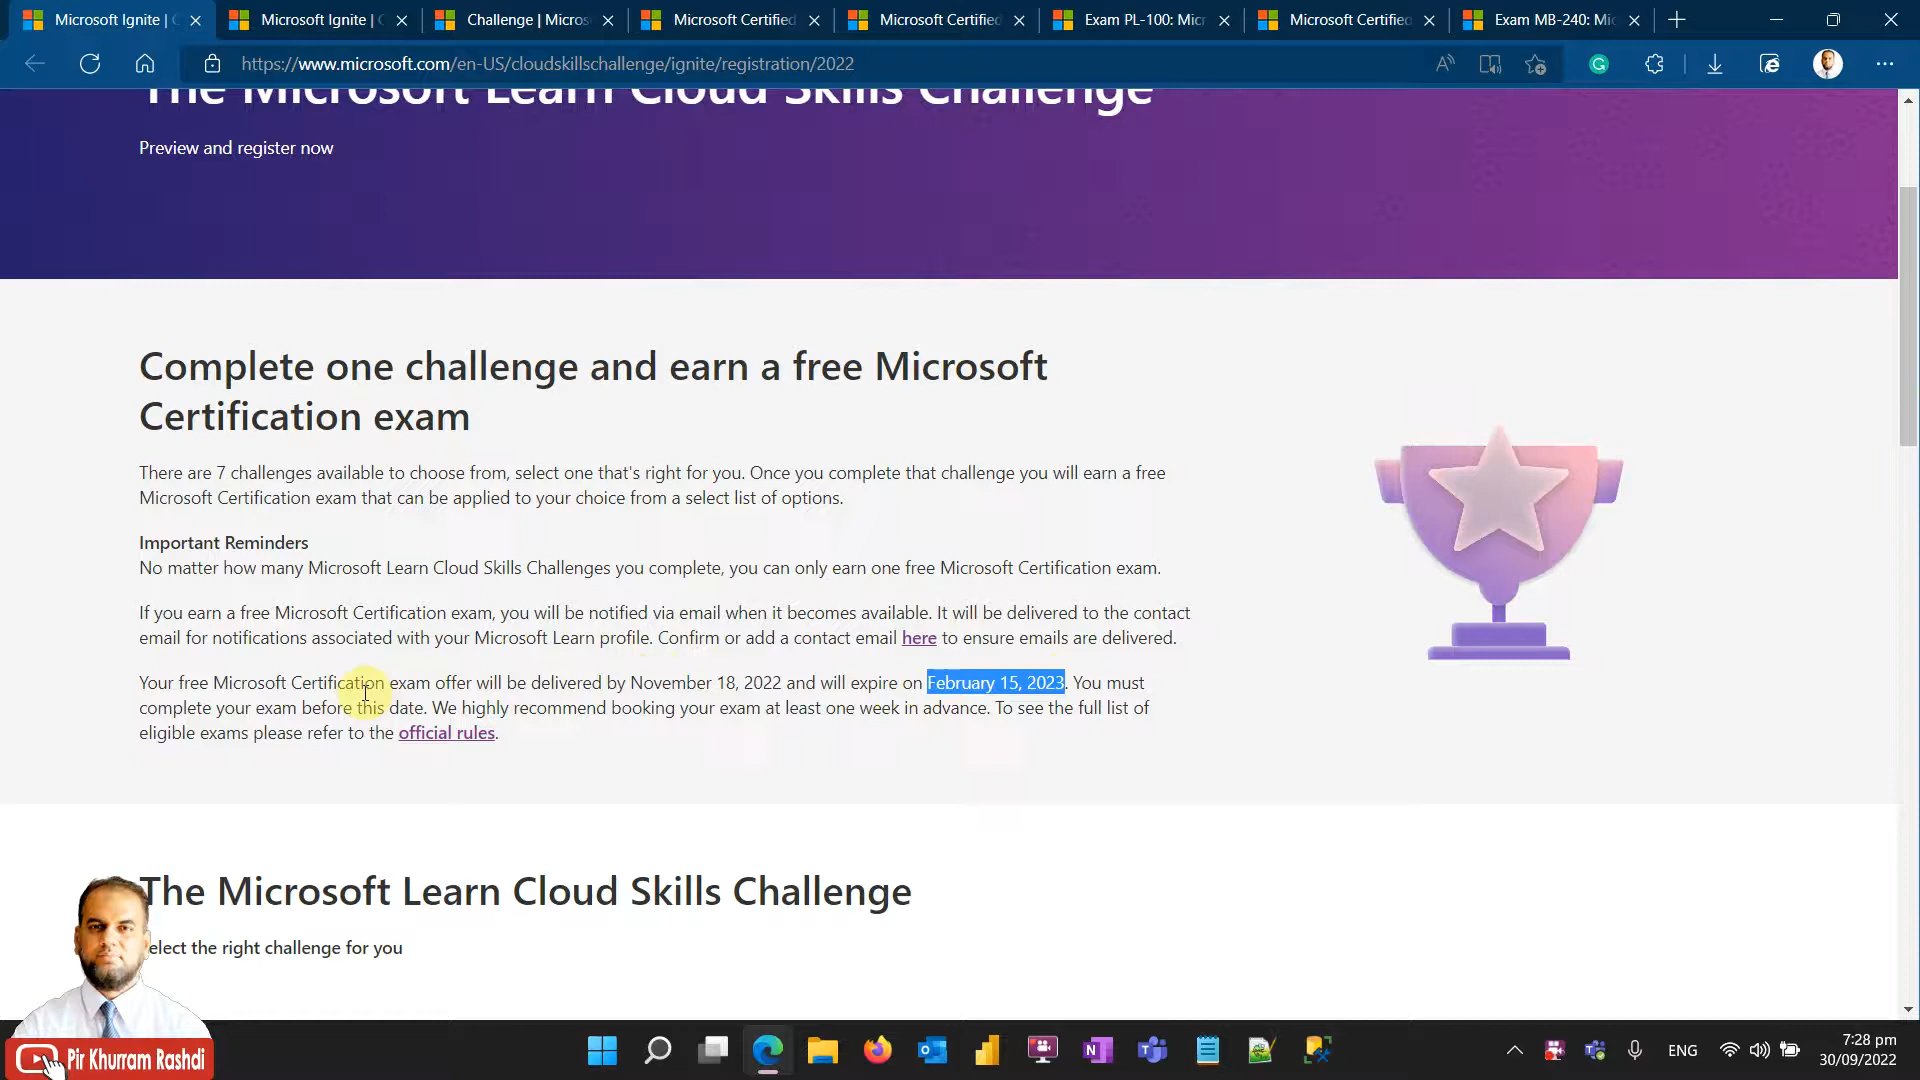 Microsoft Ignite | C
Microsoft Ignite | C
Challenge | Micros
Microsoft Certified
Microsoft Certified
Exam PL-100: Micr
Microsoft Certified
Exam MB-240: Mic
https://www.microsoft.com/en-US/cloudskillschallenge/ignite/registration/2022
The Microsoft Learn Cloud Skills Challenge
Preview and register now
Complete one challenge and earn a free Microsoft
Certification exam
There are 7 challenges available to choose from, select one that's right for you. Once you complete that challenge you will earn a free
Microsoft Certification exam that can be applied to your choice from a select list of options.
Important Reminders
No matter how many Microsoft Learn Cloud Skills Challenges you complete, you can only earn one free Microsoft Certification exam.
If you earn a free Microsoft Certification exam, you will be notified via email when it becomes available. It will be delivered to the contact
email for notifications associated with your Microsoft Learn profile. Confirm or add a contact email here to ensure emails are delivered.
Your free Microsoft Certification exam offer will be delivered by November 18, 2022 and will expire on February 15, 2023. You must
complete your exam before this date. We highly recommend booking your exam at least one week in advance. To see the full list of
eligible exams please refer to the official rules.
The Microsoft Learn Cloud Skills Challenge
elect the right challenge for you
Pir Khurram Rashdi
ENG
7:28 pm
30/09/2022